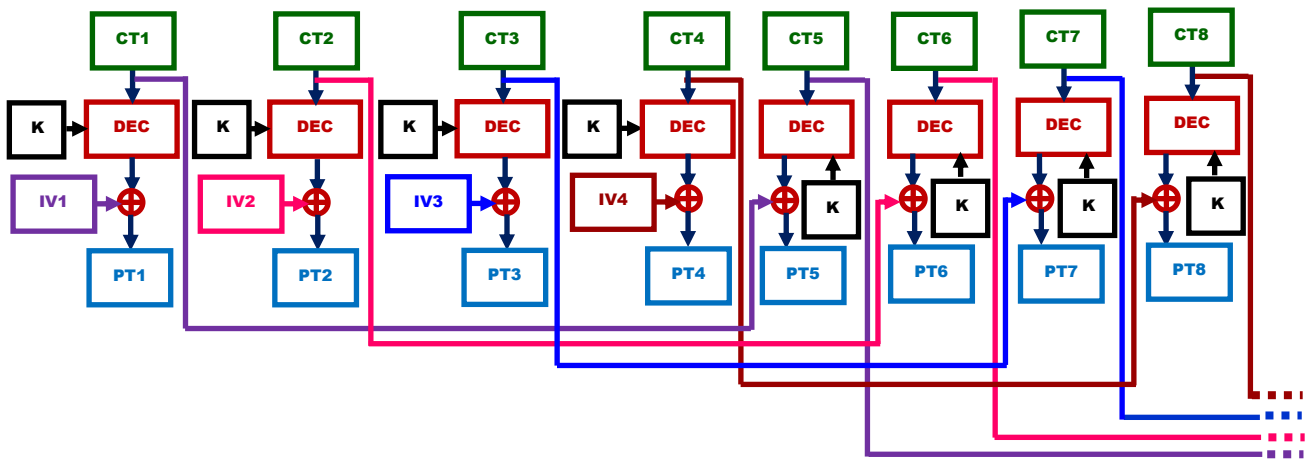 CT1 CT2 CT3 CT4 CT5 CT6 CT7 CT8
K DEC K DEC K DEC K DEC DEC DEC DEC DEC
IV1 IV2 IV3 IV4 K K K K
PT1 PT2 PT3 PT4 PT5 PT6 PT7 PT8